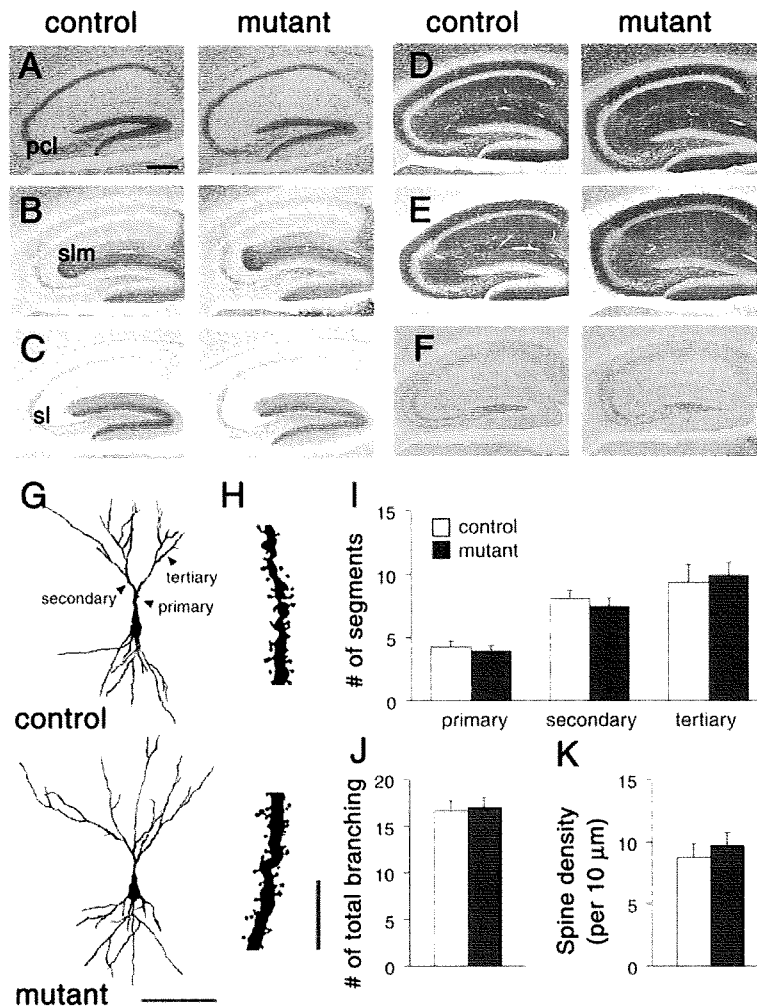 control mutant control mutant
A D
pcl
B E
slm
C F
sl
G H I
control
mutant
tertiary
secondary primary
# of segments
15
10
5
0
primary secondary tertiary
control
J K
# of total branching
20
15
10
5
0
Spine density
(per 10 μm)
15
10
5
0
mutant